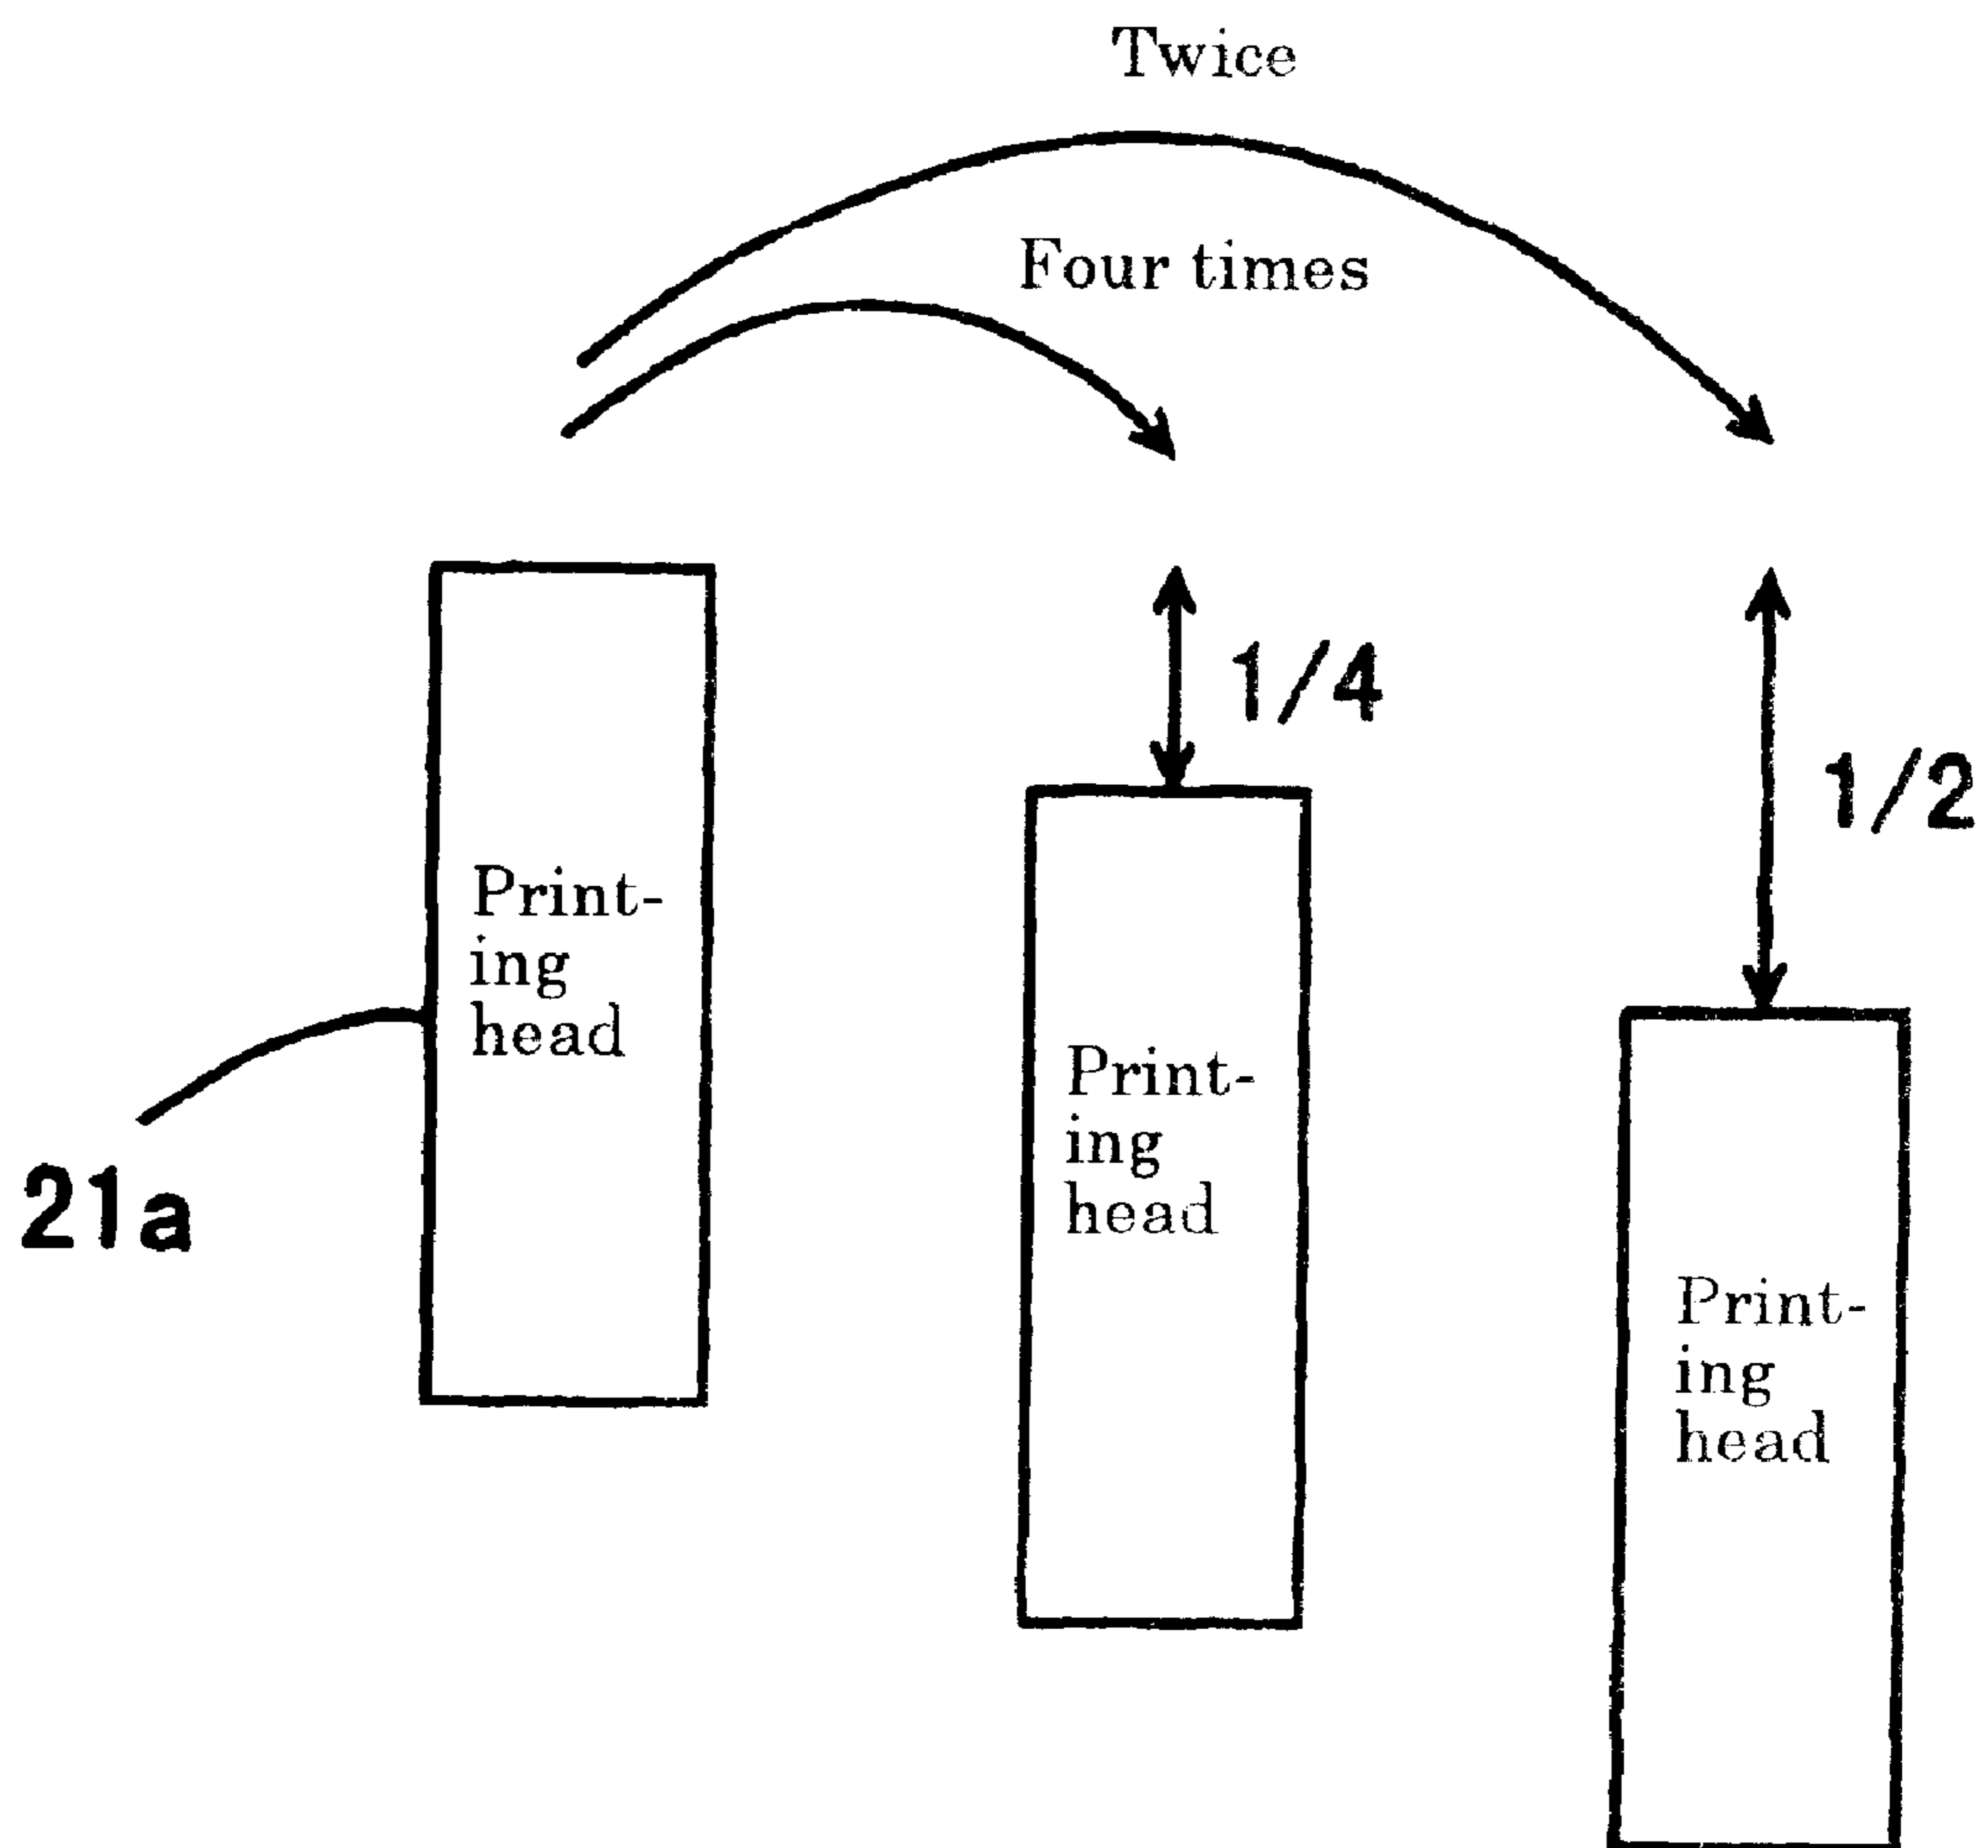 Twice
Four times
1/4
1/2
Print-
ing
head
21a
Print-
ing
head
Print-
ing
head